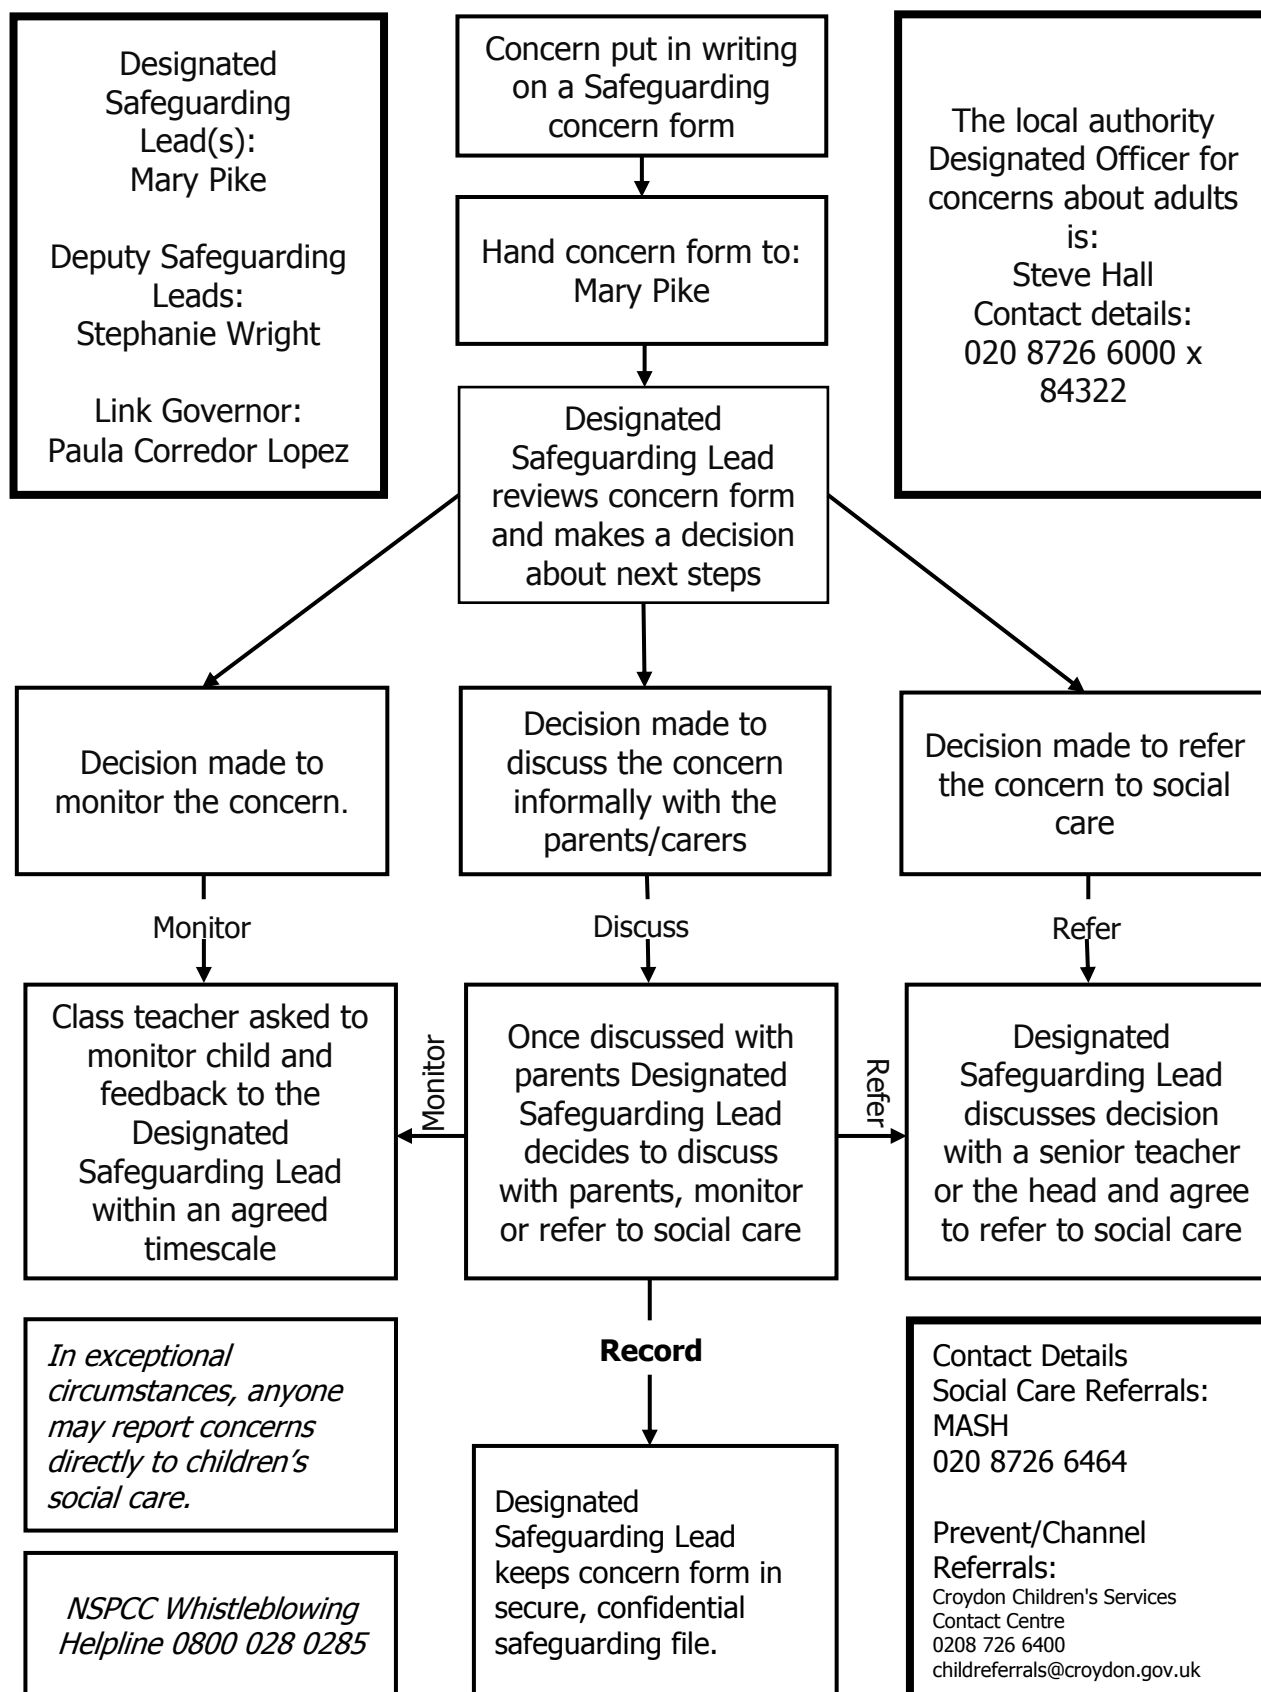 Designated
Safeguarding
Lead(s):
Mary Pike
Deputy Safeguarding
Leads:
Stephanie Wright
Link Governor:
Paula Corredor Lopez
Concern put in writing
on a Safeguarding
concern form
Hand concern form to:
Mary Pike
The local authority
Designated Officer for
concerns about adults
is:
Steve Hall
Contact details:
020 8726 6000 x
84322
Designated
Safeguarding Lead
reviews concern form
and makes a decision
about next steps
Decision made to
monitor the concern.
Decision made to
discuss the concern
informally with the
parents/carers
Decision made to refer
the concern to social
care
Monitor
Discuss
Refer
Class teacher asked to
monitor child and
feedback to the
Designated
Safeguarding Lead
within an agreed
timescale
Monitor
Once discussed with
parents Designated
Safeguarding Lead
decides to discuss
with parents, monitor
or refer to social care
Refer
Designated
Safeguarding Lead
discusses decision
with a senior teacher
or the head and agree
to refer to social care
In exceptional
circumstances, anyone
may report concerns
directly to children’s
social care.
NSPCC Whistleblowing
Helpline 0800 028 0285
Record
Designated
Safeguarding Lead
keeps concern form in
secure, confidential
safeguarding file.
Contact Details
Social Care Referrals:
MASH
020 8726 6464
Prevent/Channel
Referrals:
Croydon Children's Services
Contact Centre
0208 726 6400
childreferrals@croydon.gov.uk